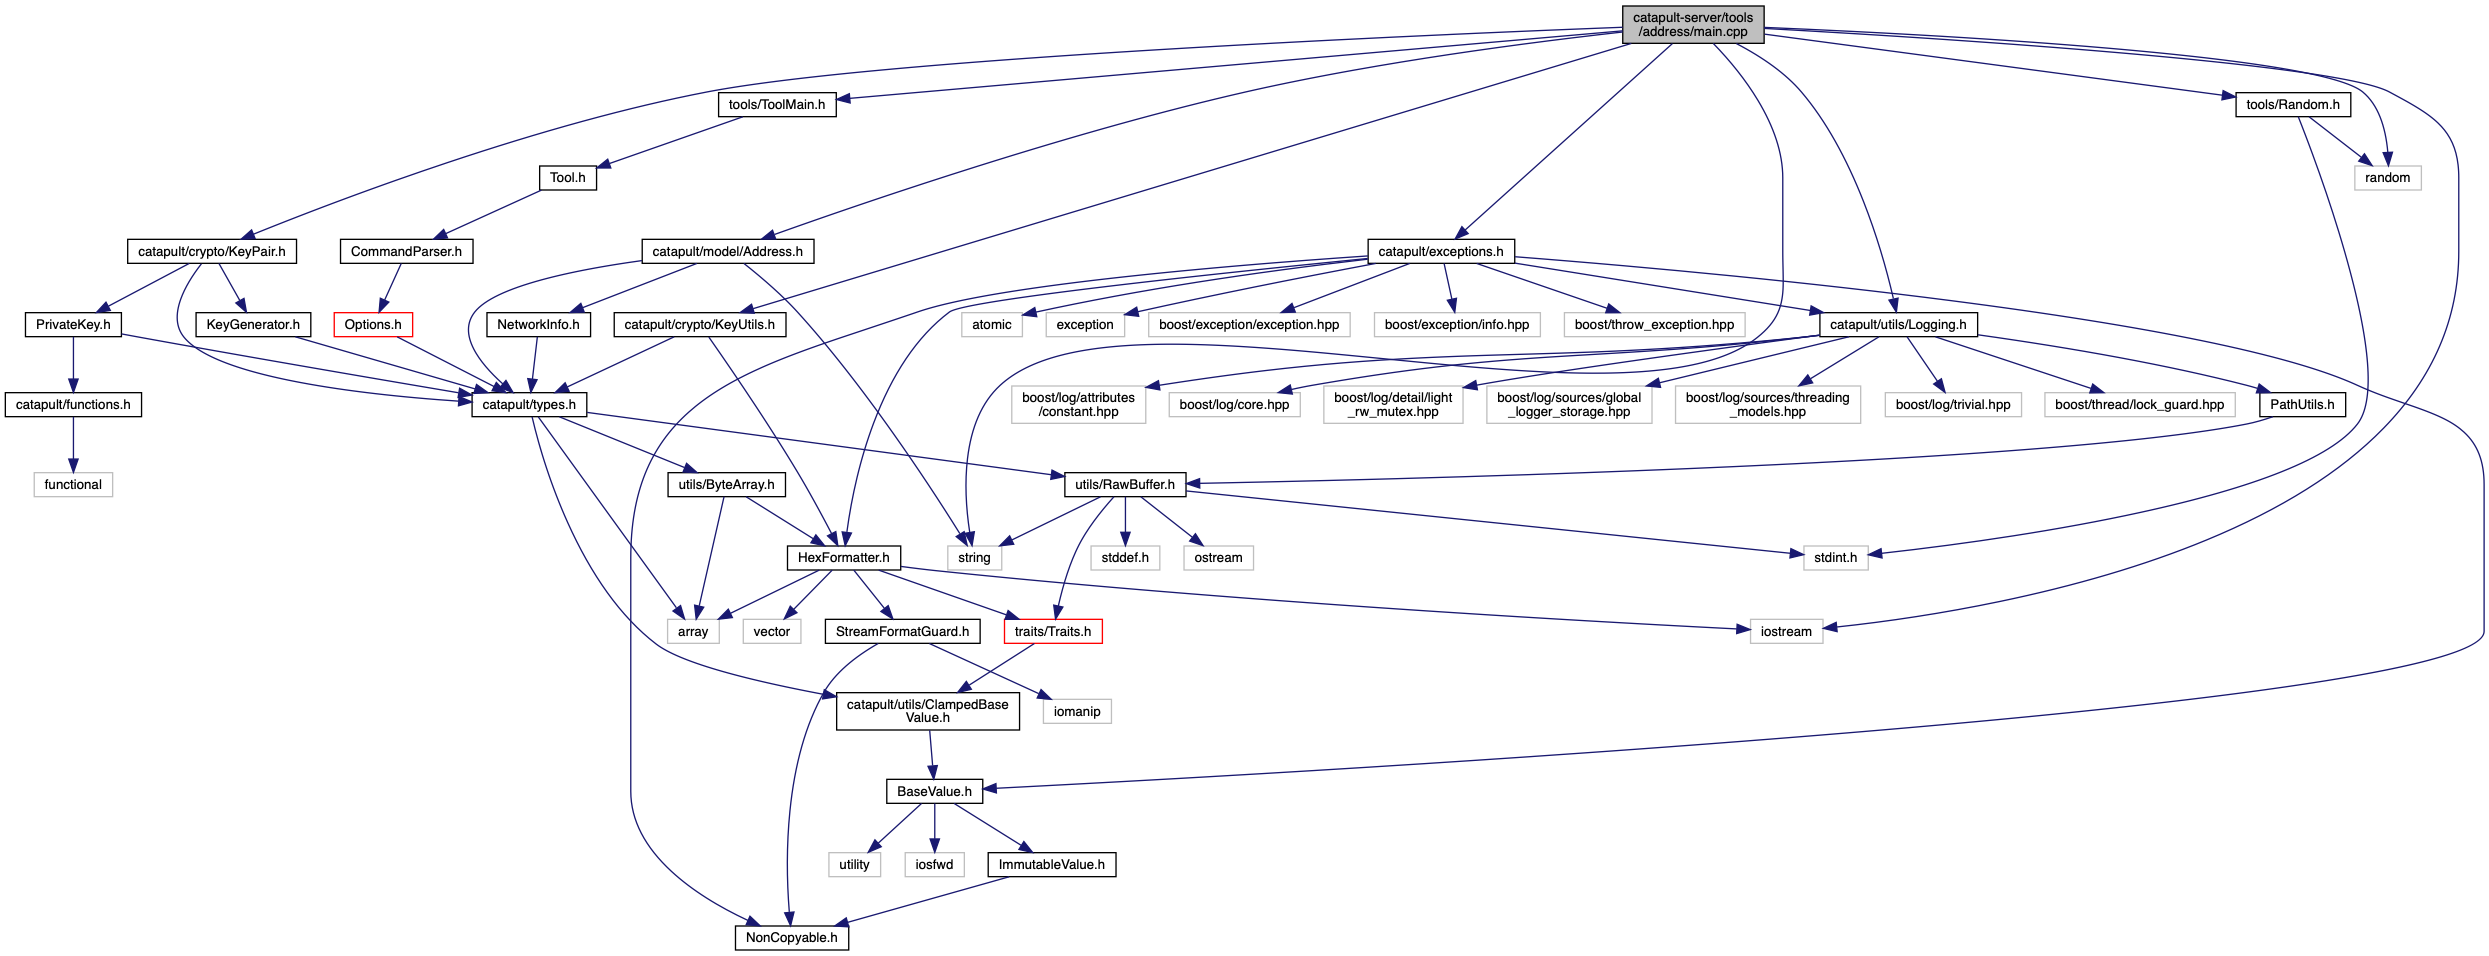 catapult-server/tools
/address/main.cpp
tools/ToolMain.h
tools/Random.h
Tool.h
random
catapult/crypto/KeyPair.h
CommandParser.h
catapult/model/Address.h
catapult/exceptions.h
PrivateKey.h
KeyGenerator.h
Options.h
NetworkInfo.h
catapult/crypto/KeyUtils.h
atomic
exception
boost/exception/exception.hpp
boost/exception/info.hpp
boost/throw_exception.hpp
catapult/utils/Logging.h
catapult/functions.h
catapult/types.h
boost/log/attributes
/constant.hpp
boost/log/core.hpp
boost/log/detail/light
_rw_mutex.hpp
boost/log/sources/global
_logger_storage.hpp
boost/log/sources/threading
_models.hpp
boost/log/trivial.hpp
boost/thread/lock_guard.hpp
PathUtils.h
functional
utils/ByteArray.h
utils/RawBuffer.h
HexFormatter.h
string
stddef.h
ostream
stdint.h
array
vector
StreamFormatGuard.h
traits/Traits.h
iostream
catapult/utils/ClampedBase
Value.h
iomanip
BaseValue.h
utility
iosfwd
ImmutableValue.h
NonCopyable.h